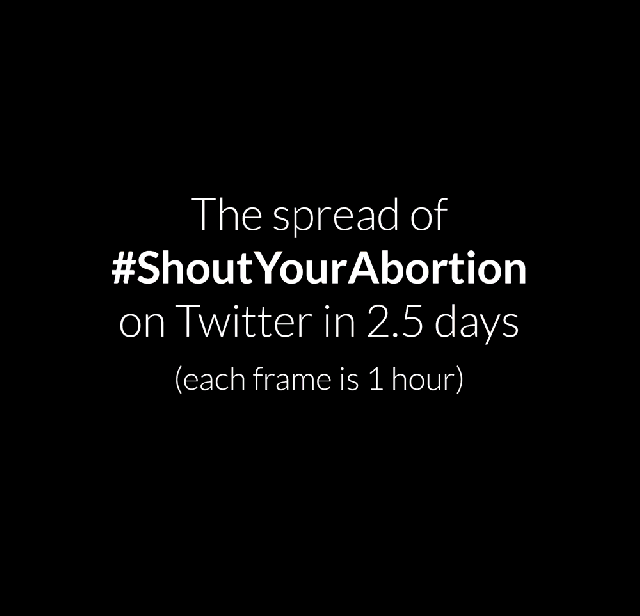 The spread of
#ShoutYourAbortion
on Twitter in 2.5 days
(each frame is 1 hour)